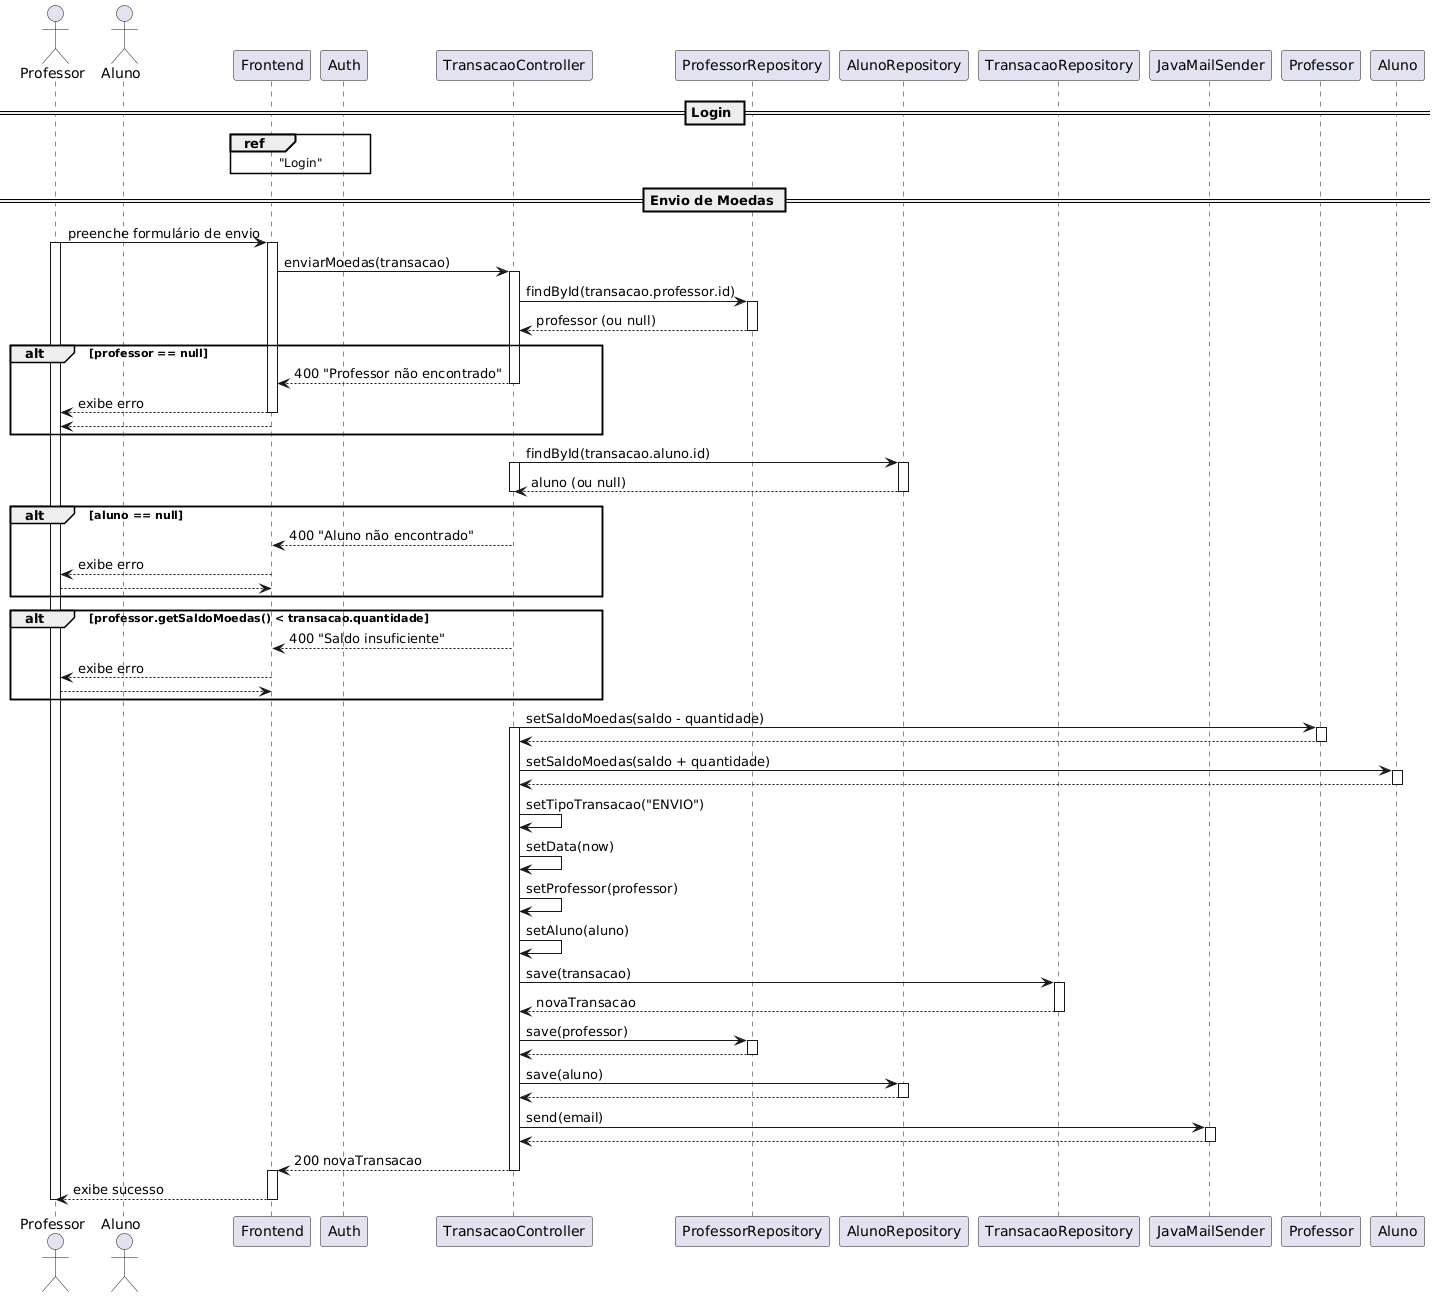 Professor
Aluno
Frontend
Auth
TransacaoController
ProfessorRepository
AlunoRepository
TransacaoRepository
JavaMailSender
Professor
Aluno
Login
ref
"Login"
Envio de Moedas
preenche formulário de envio
enviarMoedas(transacao)
findById(transacao.professor.id)
professor (ou null)
alt
[professor == null]
400 "Professor não encontrado"
exibe erro
findById(transacao.aluno.id)
aluno (ou null)
alt
[aluno == null]
400 "Aluno não encontrado"
exibe erro
alt
[professor.getSaldoMoedas() < transacao.quantidade]
400 "Saldo insuficiente"
exibe erro
setSaldoMoedas(saldo - quantidade)
setSaldoMoedas(saldo + quantidade)
setTipoTransacao("ENVIO")
setData(now)
setProfessor(professor)
setAluno(aluno)
save(transacao)
novaTransacao
save(professor)
save(aluno)
send(email)
200 novaTransacao
exibe sucesso
Professor
Aluno
Frontend
Auth
TransacaoController
ProfessorRepository
AlunoRepository
TransacaoRepository
JavaMailSender
Professor
Aluno